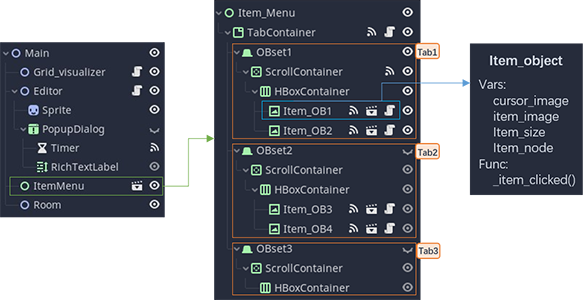 Main
Grid_visualizer
Editor
Sprite
PopupDialog
Timer
RichTextLabel
ItemMenu
Room
Item_Menu
TabContainer
OBset1
Tab1
ScrollContainer
HBoxContainer
Item_OB1
Item_OB2
OBset2
Tab2
ScrollContainer
HBoxContainer
Item_OB3
Item_OB4
OBset3
Tab3
ScrollContainer
HBoxContainer
Item_object
Vars:
cursor_image
item_image
Item_size
Item_node
Func:
_item_clicked()